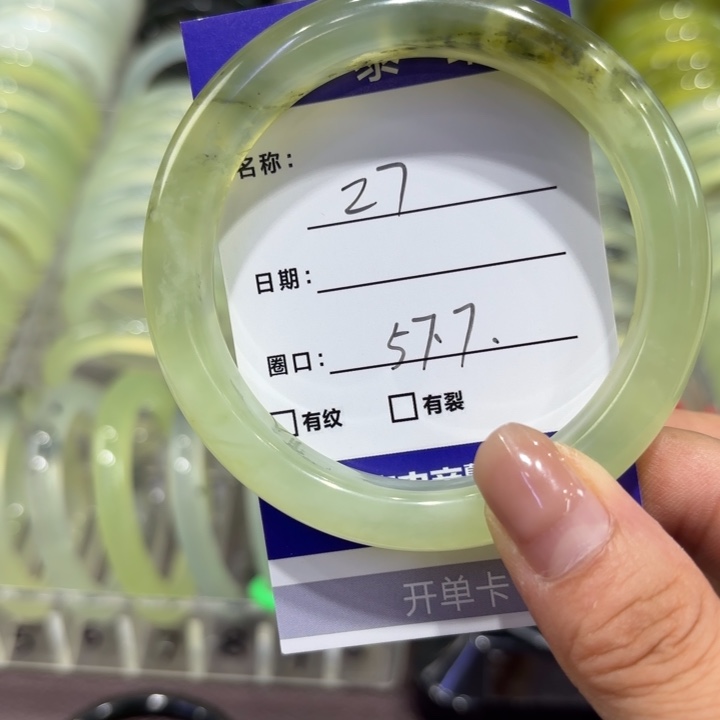 名称： 27
日期：
圈口： 57.7.
有纹 有裂
开单卡